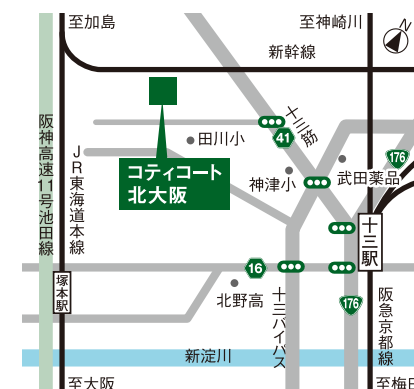 至加島
至神崎川
N
新幹線
十三筋
41
阪神高速11号池田線
JR東海道本線
田川小
コティコート
北大阪
神津小
武田薬品
176
十三駅
16
塚本駅
北野高
十三バイパス
176
阪急京都線
新淀川
至大阪
至梅田